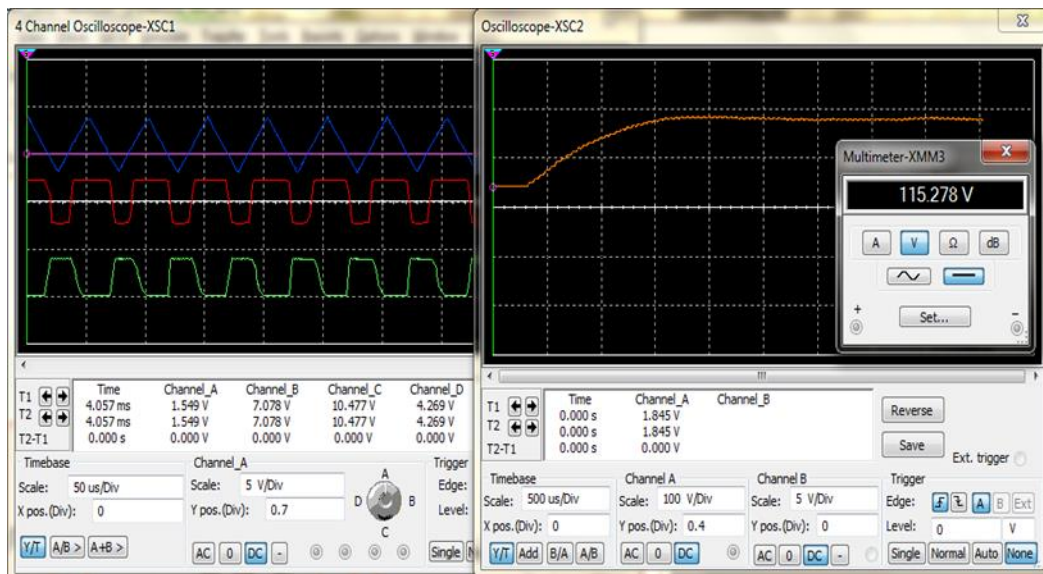 4 Channel Oscilloscope-XSC1
T1
T2
T2-T1
Time Channel_A Channel_B Channel_C Channel_D
4.057 ms 1.549 V 7.078 V 10.477 V 4.269 V
4.057 ms 1.549 V 7.078 V 10.477 V 4.269 V
0.000 s 0.000 V 0.000 V 0.000 V 0.000 V
Timebase
Scale: 50 us/Div
X pos.(Div): 0
Y/T A/B > A+B >
Channel_A
Scale: 5 V/Div
Y pos.(Div): 0.7
AC 0 DC -
A
D B
C
Trigger
Edge:
Level:
Single
Oscilloscope-XSC2
Multimeter-XMM3
115.278 V
A V Ω dB
+ -
Set...
T1
T2
T2-T1
Time Channel_A Channel_B
0.000 s 1.845 V
0.000 s 1.845 V
0.000 s 0.000 V
Reverse
Save
Ext. trigger
Timebase
Scale: 500 us/Div
X pos.(Div): 0
Y/T Add B/A A/B
Channel A
Scale: 100 V/Div
Y pos.(Div): 0.4
AC 0 DC
Channel B
Scale: 5 V/Div
Y pos.(Div): 0
AC 0 DC -
Trigger
Edge: A B Ext
Level: 0 V
Single Normal Auto None